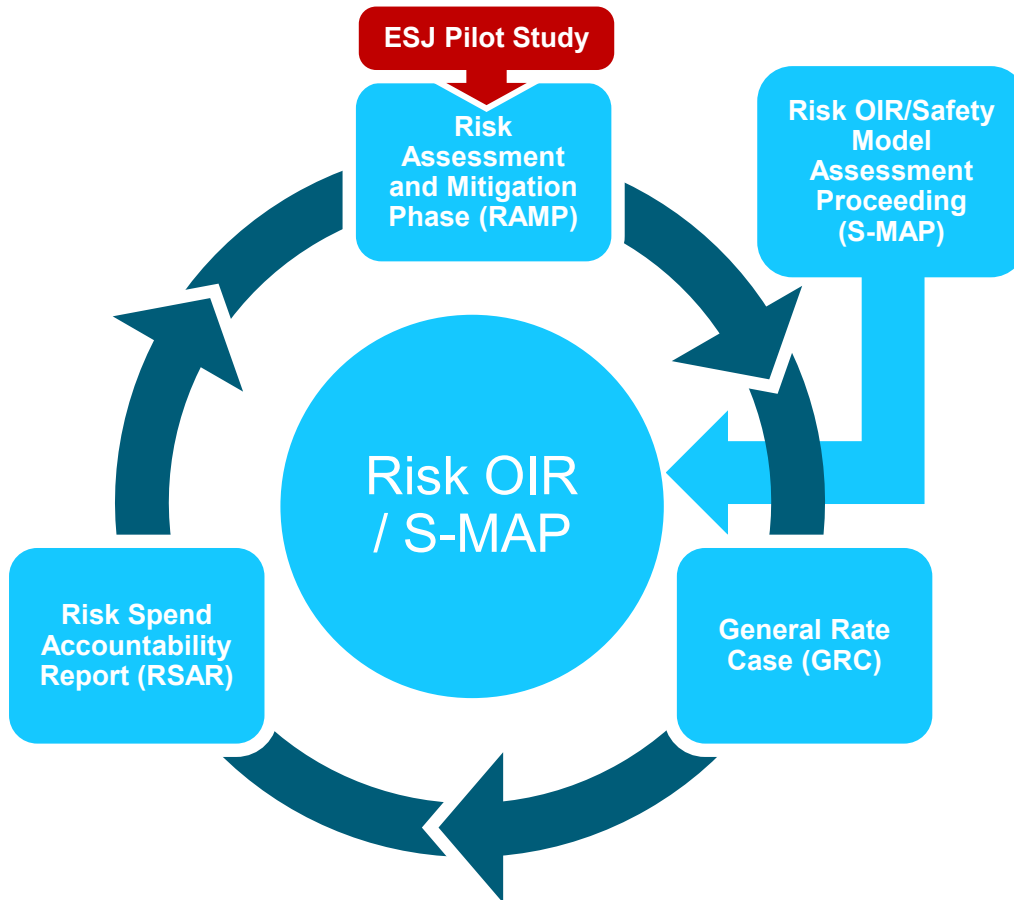 ESJ Pilot Study
Risk
Assessment
and Mitigation
Phase (RAMP)
Risk OIR/Safety
Model
Assessment
Proceeding
(S-MAP)
Risk OIR
/ S-MAP
Risk Spend
Accountability
Report (RSAR)
General Rate
Case (GRC)